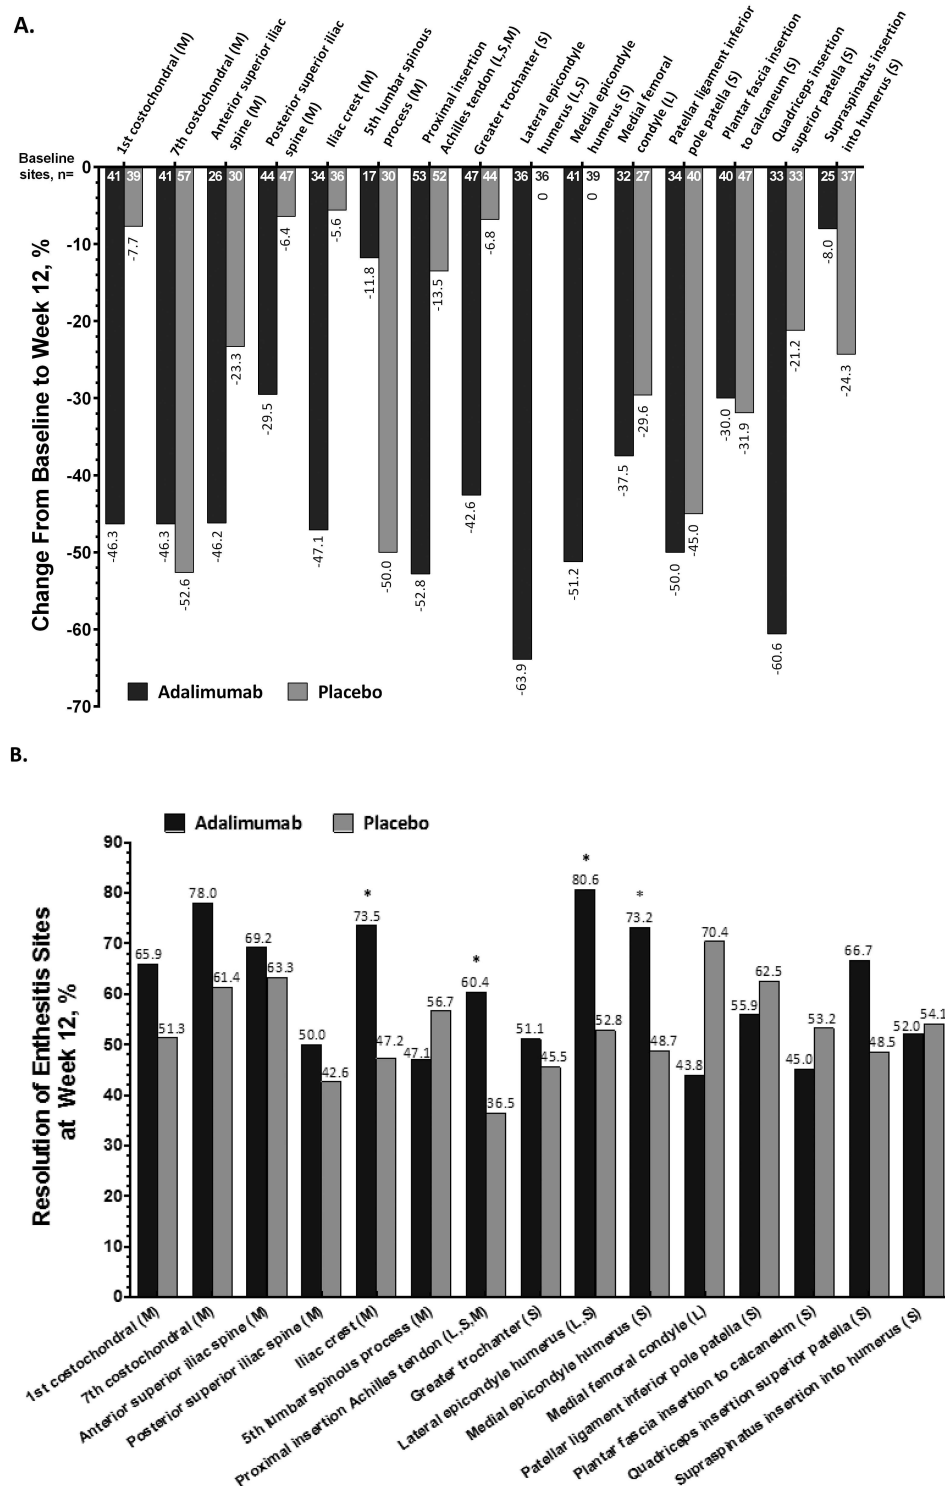 A.
1st costochondral (M)
7th costochondral (M)
Anterior superior iliac
spine (M)
Posterior superior iliac
spine (M)
Iliac crest (M)
5th lumbar spinous
process (M)
Proximal insertion
Achilles tendon (L,S,M)
Greater trochanter (S)
Lateral epicondyle
humerus (L,S)
Medial epicondyle
humerus (S)
Medial femoral
condyle (L)
Patellar ligament inferior
pole patella (S)
Plantar fascia insertion
to calcaneum (S)
Quadriceps insertion
superior patella (S)
Supraspinatus insertion
into humerus (S)
Baseline
sites, n=
41 39 41 57 26 30 44 47 34 36 17 30 53 52 47 44 36 36 41 39 32 27 34 40 40 47 33 33 25 37
0
-10
-20
-30
-40
-50
-60
-70
Change From Baseline to Week 12, %
-46.3
-7.7
-46.3
-52.6
-46.2
-23.3
-29.5
-6.4
-47.1
-5.6
-11.8
-50.0
-52.8
-13.5
-42.6
-6.8
-63.9
0
-51.2
0
-37.5
-29.6
-50.0
-45.0
-30.0
-31.9
-60.6
-21.2
-8.0
-24.3
Adalimumab
Placebo
B.
Adalimumab
Placebo
Resolution of Enthesitis Sites
at Week 12, %
90
80
70
60
50
40
30
20
10
0
65.9
51.3
78.0
61.4
69.2
63.3
50.0
42.6
*
73.5
47.2
47.1
56.7
*
60.4
36.5
51.1
45.5
*
80.6
52.8
*
73.2
48.7
43.8
70.4
55.9
62.5
45.0
53.2
66.7
48.5
52.0
54.1
1st costochondral (M)
7th costochondral (M)
Anterior superior iliac spine (M)
Posterior superior iliac spine (M)
Iliac crest (M)
5th lumbar spinous process (M)
Proximal insertion Achilles tendon (L,S,M)
Greater trochanter (S)
Lateral epicondyle humerus (L,S)
Medial epicondyle humerus (S)
Medial femoral condyle (L)
Patellar ligament inferior pole patella (S)
Plantar fascia insertion to calcaneum (S)
Quadriceps insertion superior patella (S)
Supraspinatus insertion into humerus (S)